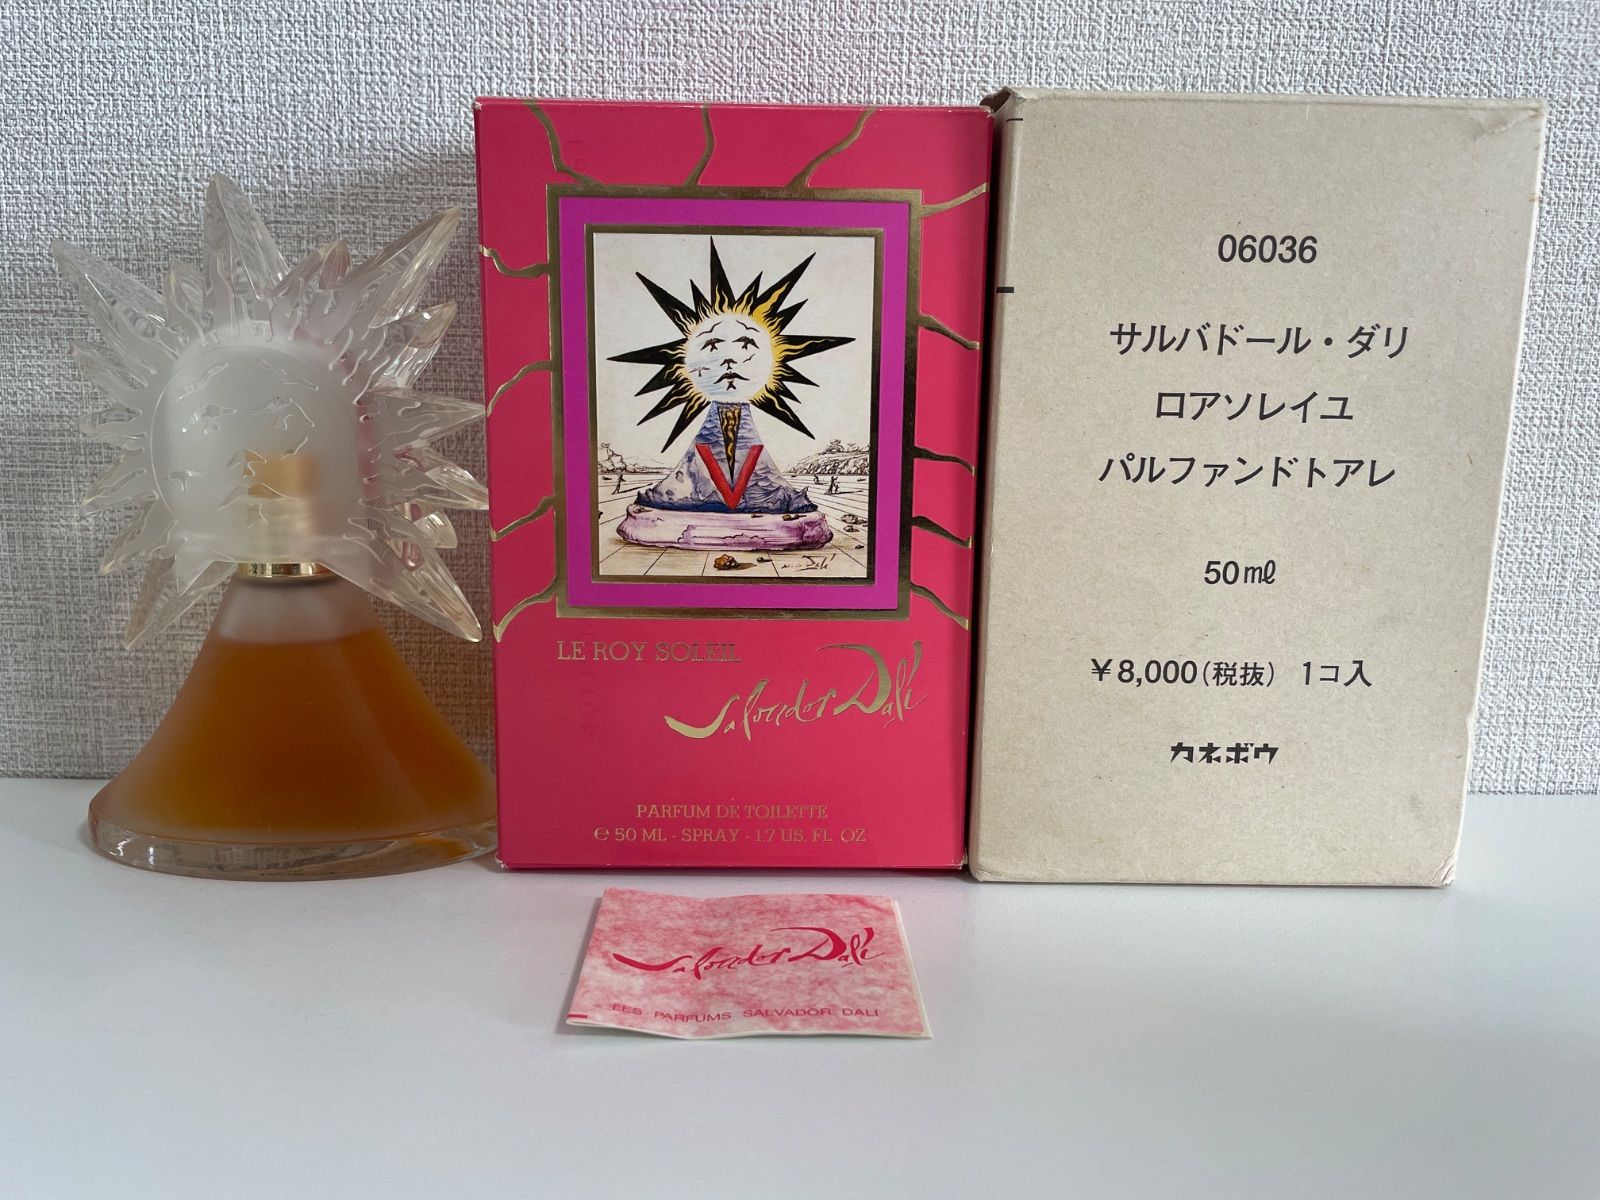 LE ROY SOLEIL
Salvador Dalí
PARFUM DE TOILETTE
e 50 ML - SPRAY - 1.7 US. FL. OZ
06036
サルバドール・ダリ
ロアソレイユ
パルファンドトアレ
50㎖
¥8,000(税抜) 1コ入
カネボウ
Salvador Dalí
LES PARFUMS SALVADOR DALI